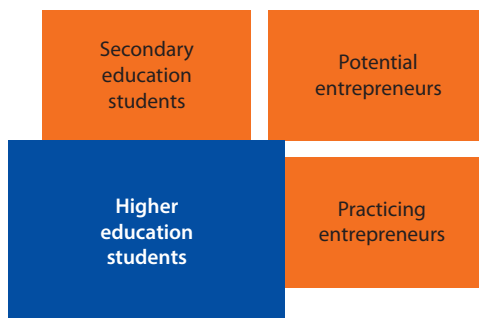 Secondary
education
students
Potential
entrepreneurs
Higher
education
students
Practicing
entrepreneurs